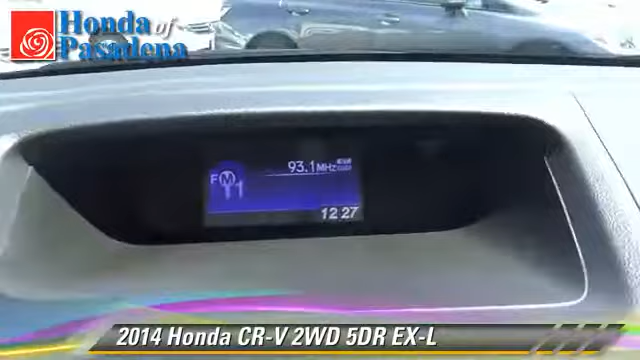 Honda of
Pasadena
93.1 MHz
FM
1
12:27
2014 Honda CR-V 2WD 5DR EX-L